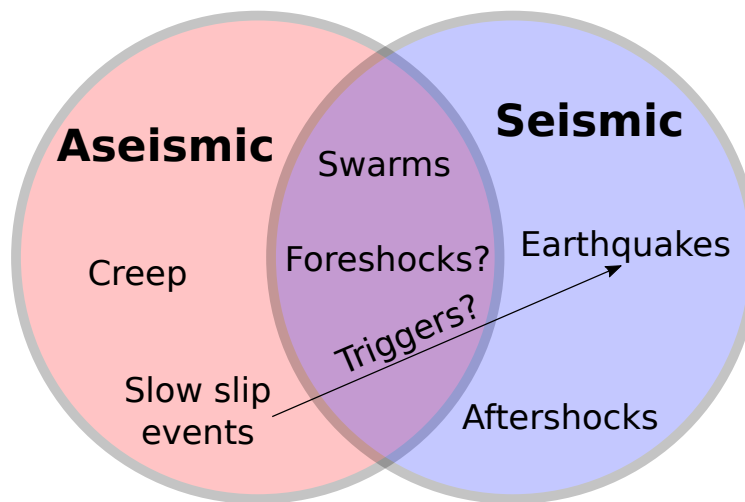 Aseismic
Seismic
Swarms
Creep
Foreshocks?
Earthquakes
Triggers?
Slow slip
events
Aftershocks